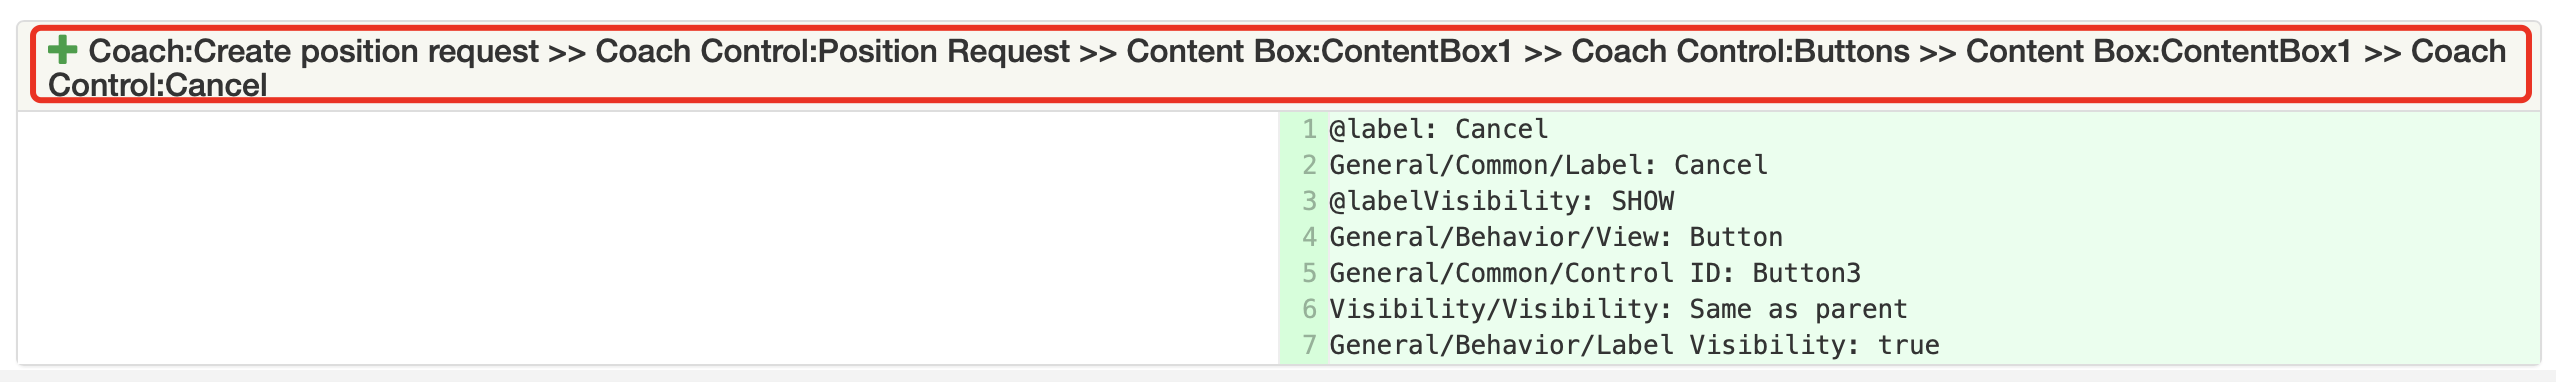 Coach:Create position request >> Coach Control:Position Request >> Content Box:ContentBox1 >> Coach Control:Buttons >> Content Box:ContentBox1 >> Coach
Control:Cancel
1 @label: Cancel
2 General/Common/Label: Cancel
3 @labelVisibility: SHOW
4 General/Behavior/View: Button
5 General/Common/Control ID: Button3
6 Visibility/Visibility: Same as parent
7 General/Behavior/Label Visibility: true